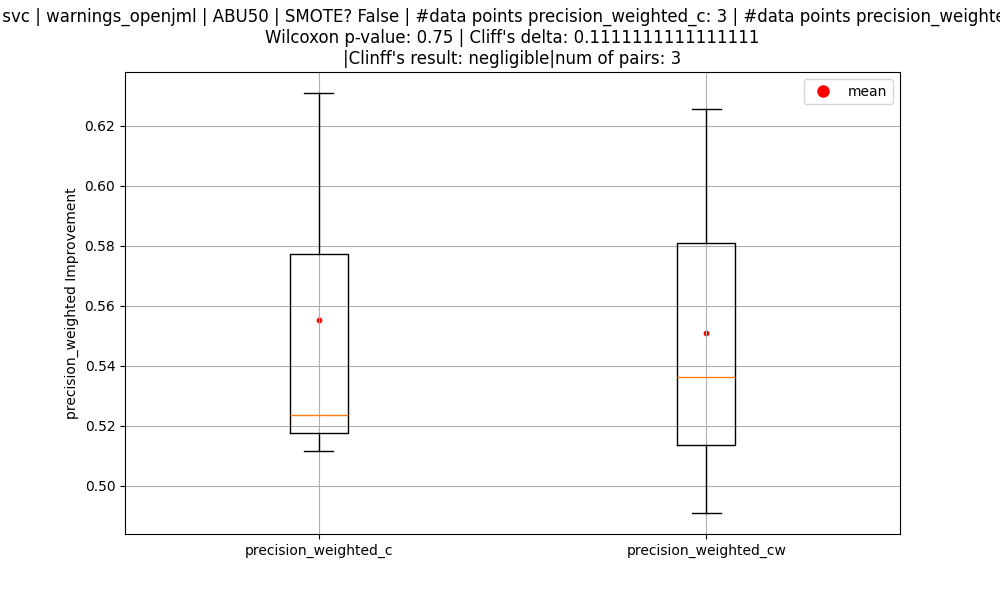 svc | warnings_openjml | ABU50 | SMOTE? False | #data points precision_weighted_c: 3 | #data points precision_weighte
Wilcoxon p-value: 0.75 | Cliff's delta: 0.1111111111111111
|Clinff's result: negligible|num of pairs: 3
mean
0.62
0.60
0.58
0.56
0.54
0.52
0.50
precision_weighted Improvement
precision_weighted_c
precision_weighted_cw